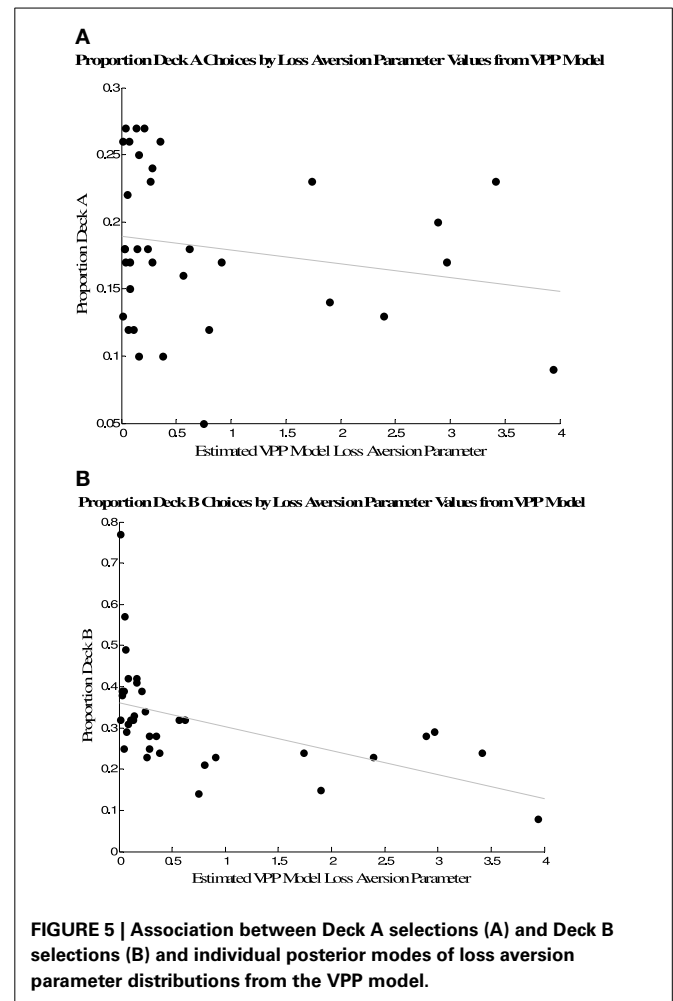 A
Proportion Deck A Choices by Loss Aversion Parameter Values from VPP Model
0.3
0.25
0.2
0.15
0.1
0.05
Proportion Deck A
0 0.5 1 1.5 2 2.5 3 3.5 4
Estimated VPP Model Loss Aversion Parameter
B
Proportion Deck B Choices by Loss Aversion Parameter Values from VPP Model
0.8
0.7
0.6
0.5
0.4
0.3
0.2
0.1
0
Proportion Deck B
0 0.5 1 1.5 2 2.5 3 3.5 4
Estimated VPP Model Loss Aversion Parameter
FIGURE 5 | Association between Deck A selections (A) and Deck B
selections (B) and individual posterior modes of loss aversion
parameter distributions from the VPP model.